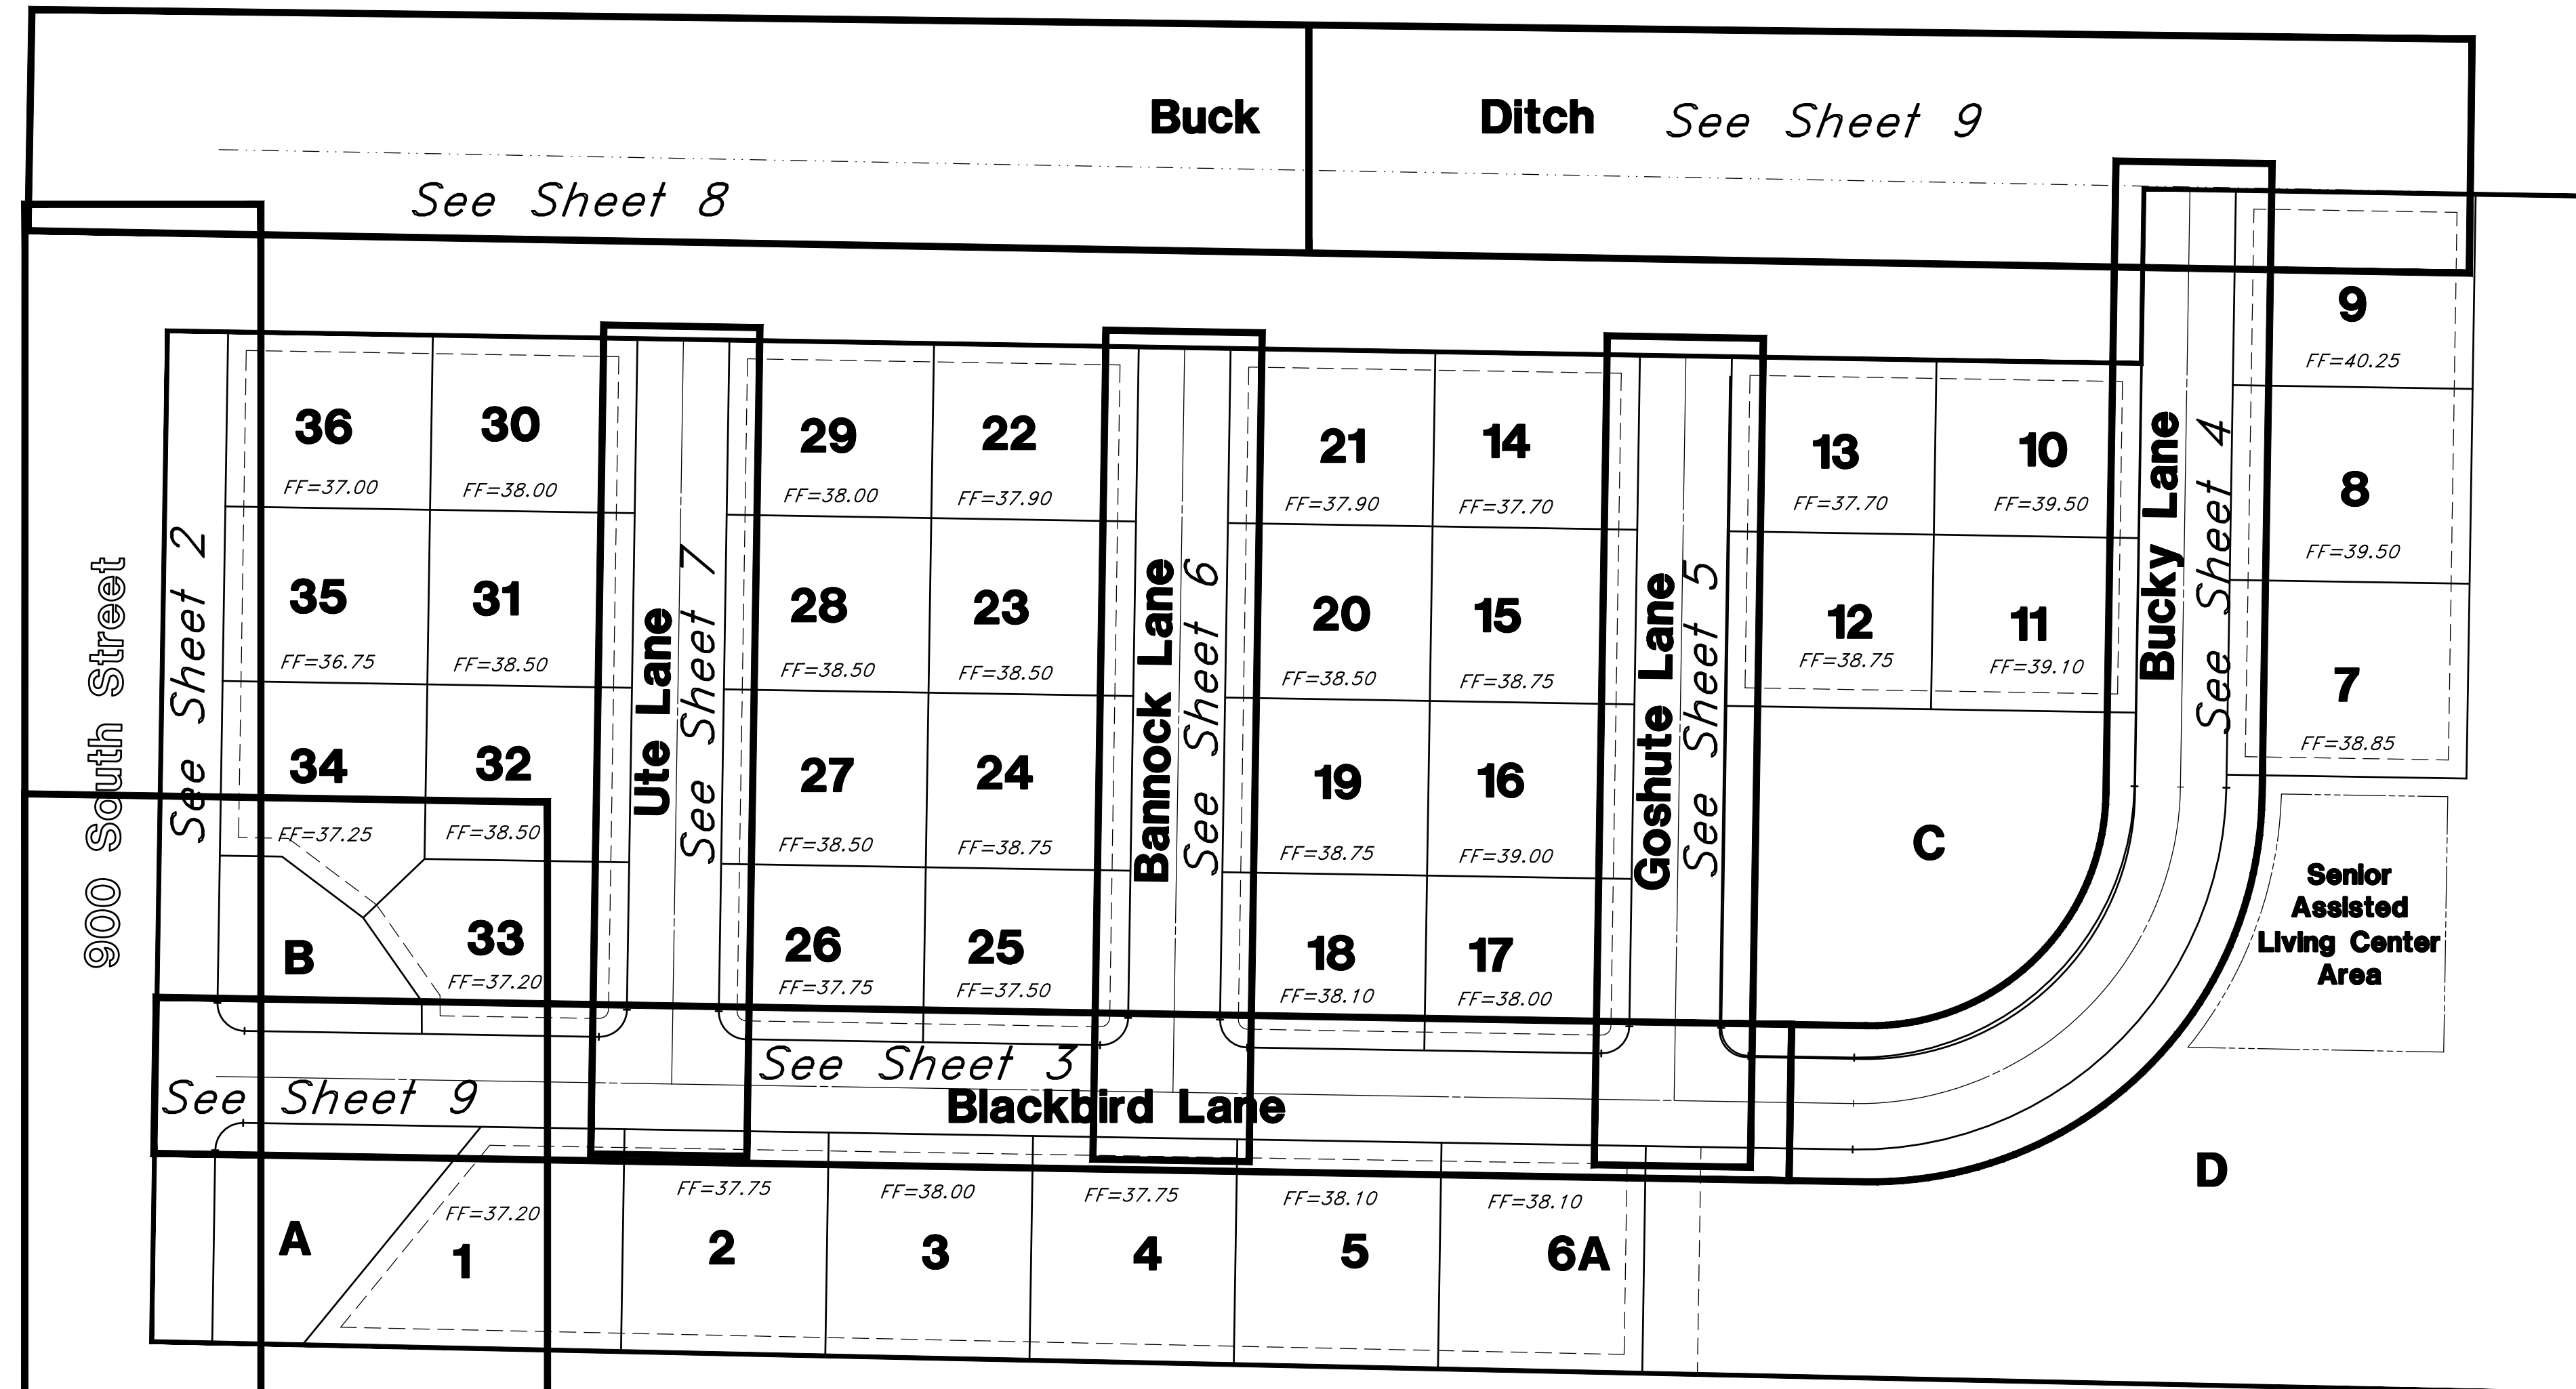 Buck Ditch See Sheet 9
See Sheet 8
900 South Street
See Sheet 2
36
FF=37.00
30
FF=38.00
35
FF=36.75
31
FF=38.50
34
FF=37.25
32
FF=38.50
B
33
FF=37.20
Ute Lane
See Sheet 7
29
FF=38.00
22
FF=37.90
28
FF=38.50
23
FF=38.50
27
FF=38.50
24
FF=38.75
26
FF=37.75
25
FF=37.50
Bannock Lane
See Sheet 6
21
FF=37.90
14
FF=37.70
20
FF=38.50
15
FF=38.75
19
FF=38.75
16
FF=39.00
18
FF=38.10
17
FF=38.00
Goshute Lane
See Sheet 5
13
FF=37.70
10
FF=39.50
12
FF=38.75
11
FF=39.10
C
Bucky Lane
See Sheet 4
9
FF=40.25
8
FF=39.50
7
FF=38.85
Senior
Assisted
Living Center
Area
See Sheet 3
See Sheet 9
Blackbird Lane
A
FF=37.20
1
FF=37.75
2
FF=38.00
3
FF=37.75
4
FF=38.10
5
FF=38.10
6A
D